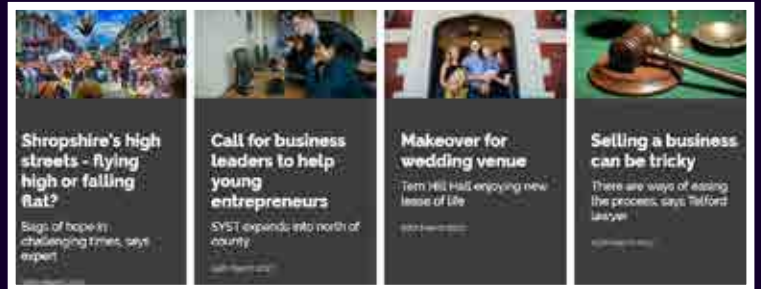 Shropshire's high
streets - flying
high or falling
flat?
Bags of hope in
challenging times, says
expert
Call for business
leaders to help
young
entrepreneurs
SYST expands into north of
county
Makeover for
wedding venue
Tern Hill Hall enjoying new
lease of life
Selling a business
can be tricky
There are ways of easing
the process, says Telford
lawyer